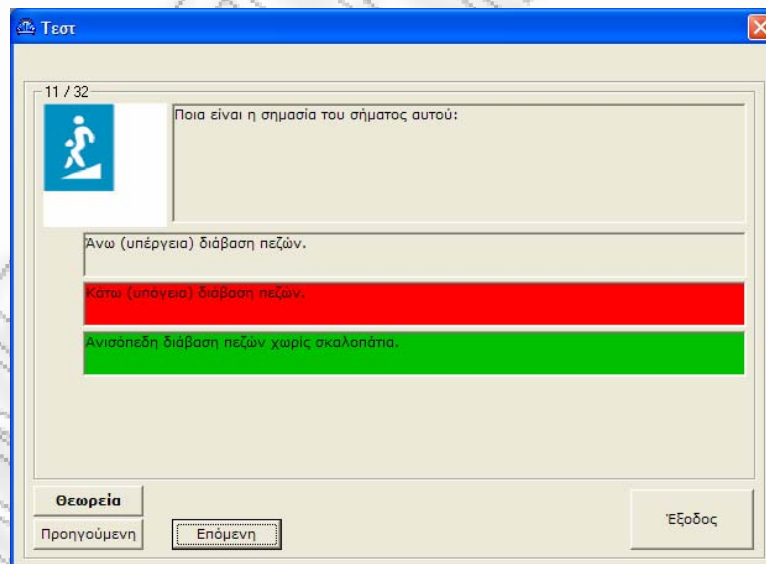 Τεστ
11 / 32
Ποια είναι η σημασία του σήματος αυτού:
Άνω (υπέργεια) διάβαση πεζών.
Κάτω (υπόγεια) διάβαση πεζών.
Ανισόπεδη διάβαση πεζών χωρίς σκαλοπάτια.
Θεωρεία
Προηγούμενη
Επόμενη
Έξοδος